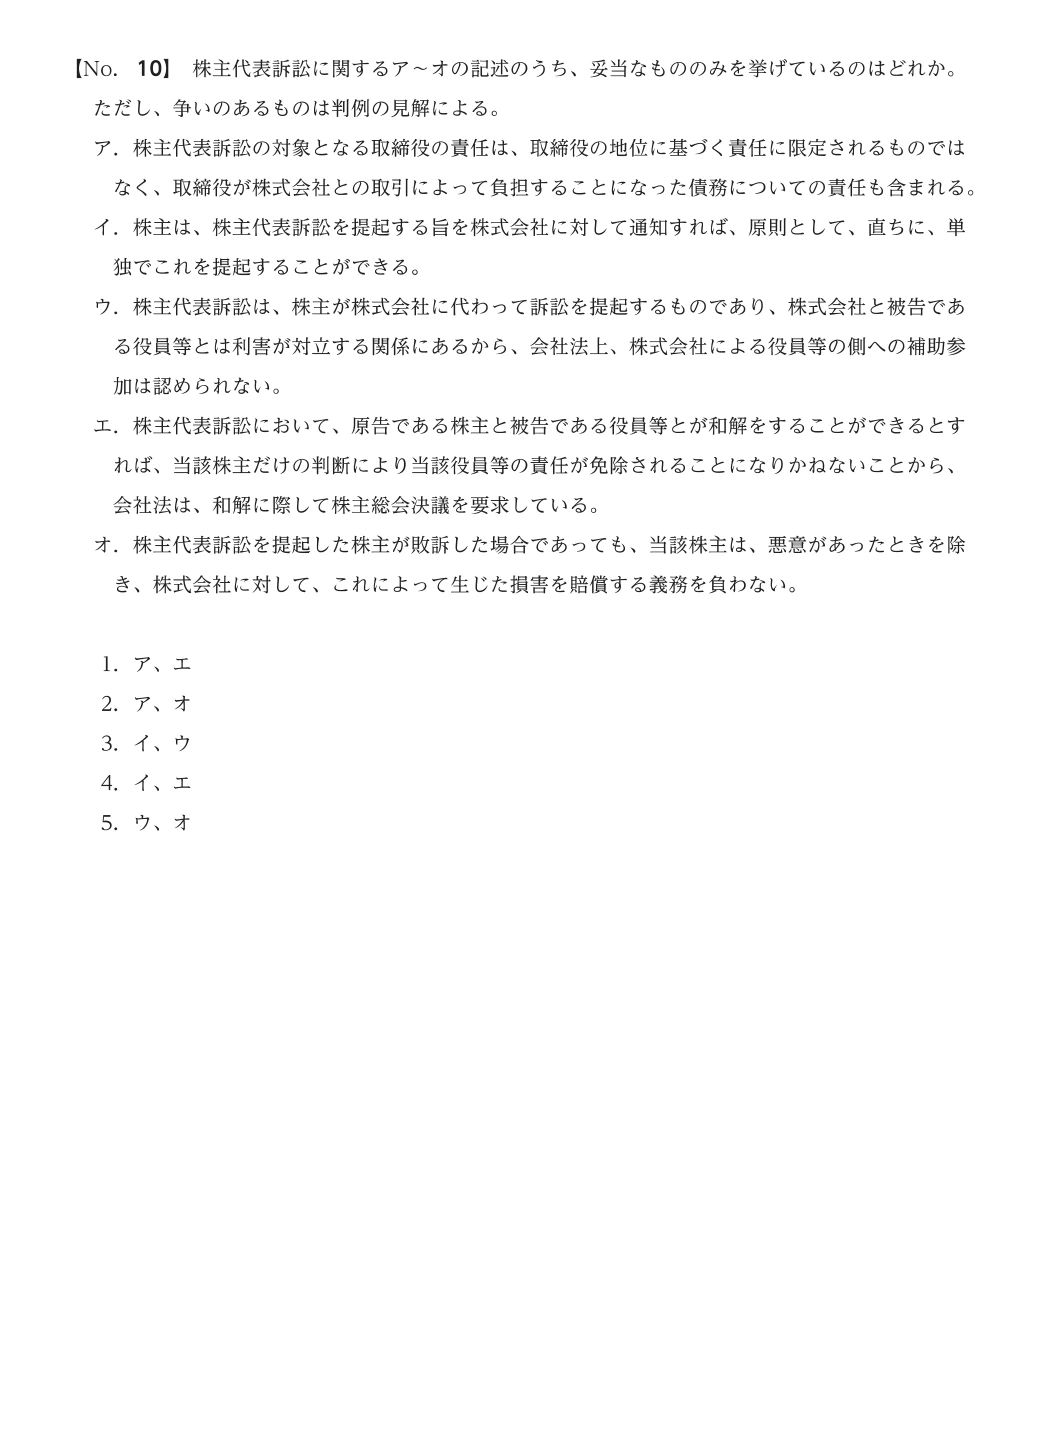 【No. 10】 株主代表訴訟に関するア～オの記述のうち、妥当なもののみを挙げているのはどれか。
ただし、争いのあるものは判例の見解による。
ア．株主代表訴訟の対象となる取締役の責任は、取締役の地位に基づく責任に限定されるものでは
なく、取締役が株式会社との取引によって負担することになった債務についての責任も含まれる。
イ．株主は、株主代表訴訟を提起する旨を株式会社に対して通知すれば、原則として、直ちに、単
独でこれを提起することができる。
ウ．株主代表訴訟は、株主が株式会社に代わって訴訟を提起するものであり、株式会社と被告であ
る役員等とは利害が対立する関係にあるから、会社法上、株式会社による役員等の側への補助参
加は認められない。
エ．株主代表訴訟において、原告である株主と被告である役員等とが和解をすることができるとす
れば、当該株主だけの判断により当該役員等の責任が免除されることになりかねないことから、
会社法は、和解に際して株主総会決議を要求している。
オ．株主代表訴訟を提起した株主が敗訴した場合であっても、当該株主は、悪意があったときを除
き、株式会社に対して、これによって生じた損害を賠償する義務を負わない。
1．ア、エ
2．ア、オ
3．イ、ウ
4．イ、エ
5．ウ、オ